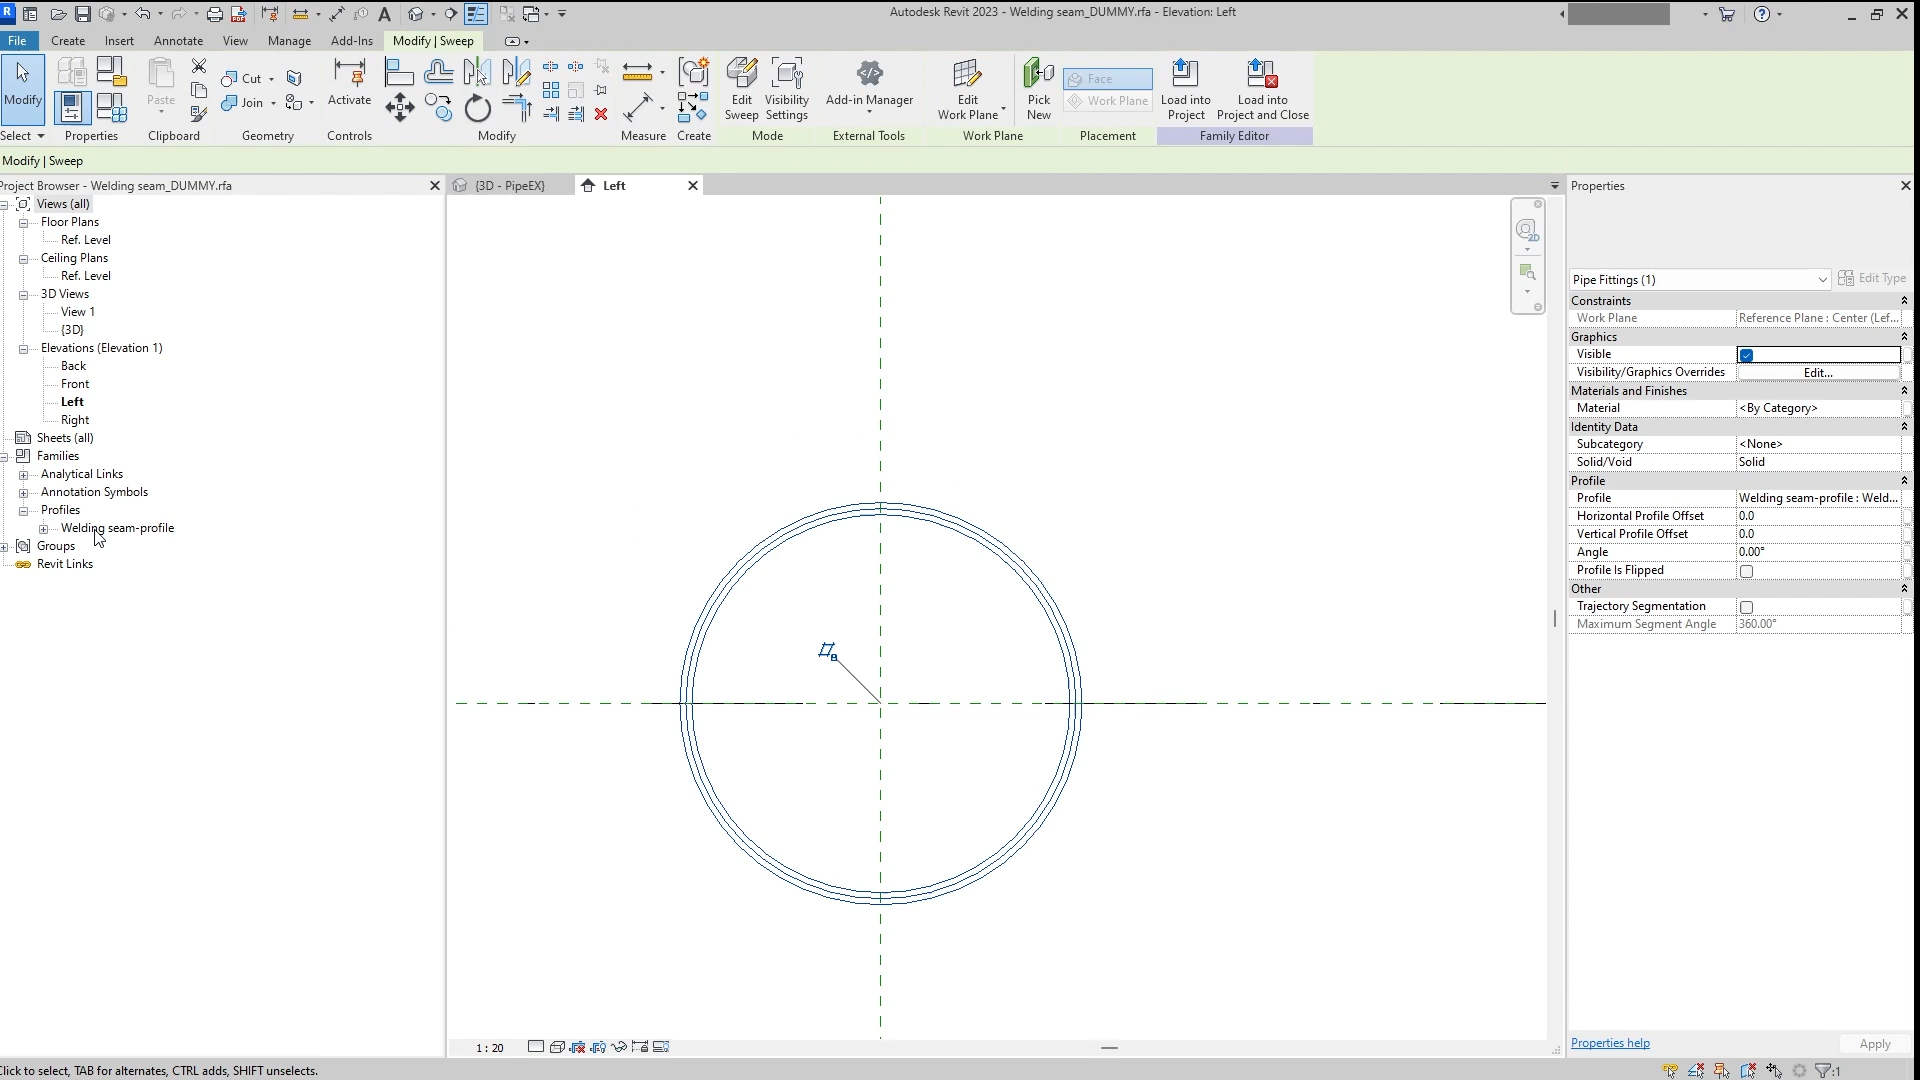 Autodesk Revit 2023 - Welding seam_DUMMY.rfa - Elevation: Left
File Create Insert Annotate View Manage Add-Ins Modify | Sweep
Modify
Paste
Cut
Join
Activate
Edit Sweep
Visibility Settings
Add-in Manager
Edit Work Plane
Pick New
Face
Work Plane
Load into Project
Load into Project and Close
Select Properties Clipboard Geometry Controls Modify Measure Create Mode External Tools Work Plane Placement Family Editor
Modify | Sweep
Project Browser - Welding seam_DUMMY.rfa
Views (all)
Floor Plans
Ref. Level
Ceiling Plans
Ref. Level
3D Views
View 1
{3D}
Elevations (Elevation 1)
Back
Front
Left
Right
Sheets (all)
Families
Analytical Links
Annotation Symbols
Profiles
Welding seam-profile
Groups
Revit Links
{3D - PipeEX}
Left
2D
1 : 20
Properties
Pipe Fittings (1)
Edit Type
Constraints
Work Plane Reference Plane : Center (Lef...
Graphics
Visible
Visibility/Graphics Overrides Edit...
Materials and Finishes
Material <By Category>
Identity Data
Subcategory <None>
Solid/Void Solid
Profile
Profile Welding seam-profile : Weld...
Horizontal Profile Offset 0.0
Vertical Profile Offset 0.0
Angle 0.00°
Profile Is Flipped
Other
Trajectory Segmentation
Maximum Segment Angle 360.00°
Properties help
Apply
Click to select, TAB for alternates, CTRL adds, SHIFT unselects.
:1